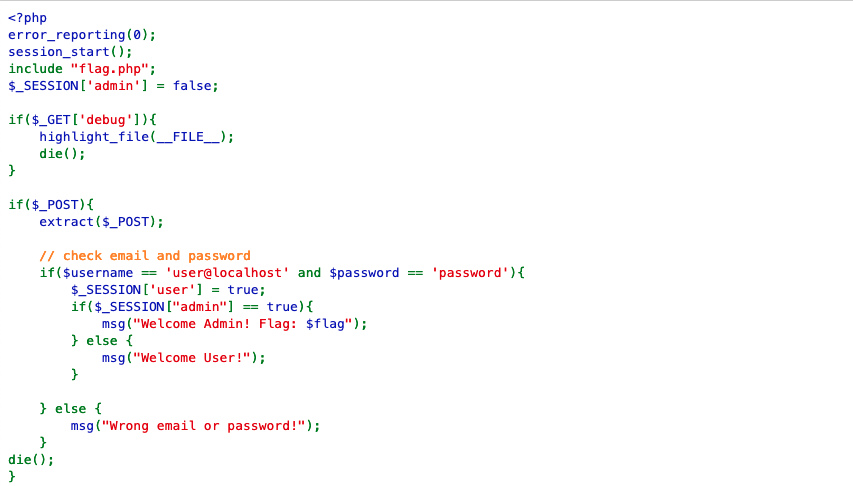 <?php
error_reporting(0);
session_start();
include "flag.php";
$_SESSION['admin'] = false;
if($_GET['debug']){
highlight_file(__FILE__);
die();
}
if($_POST){
extract($_POST);
// check email and password
if($username == 'user@localhost' and $password == 'password'){
$_SESSION['user'] = true;
if($_SESSION["admin"] == true){
msg("Welcome Admin! Flag: $flag");
} else {
msg("Welcome User!");
}
} else {
msg("Wrong email or password!");
}
die();
}